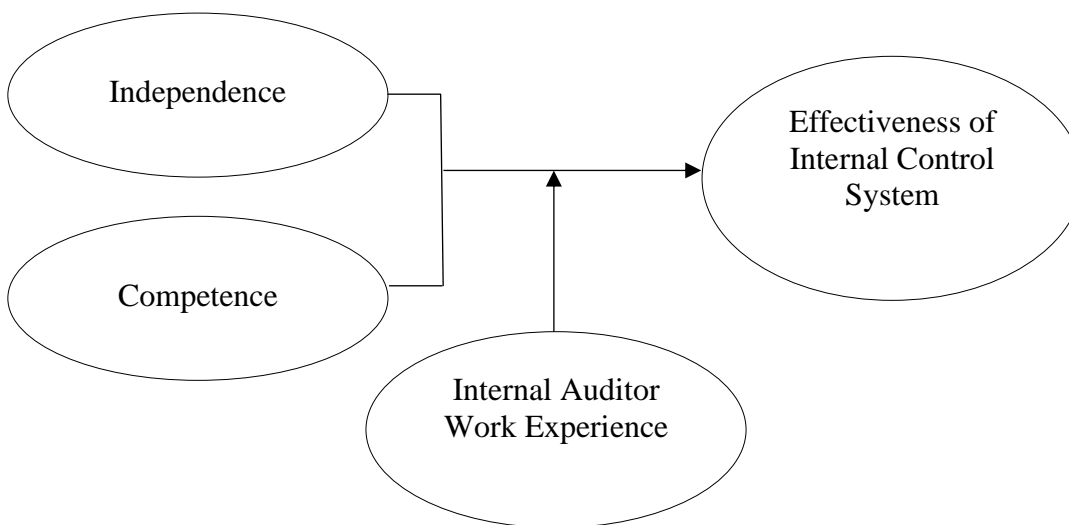 Independence
Effectiveness of
Internal Control
System
Competence
Internal Auditor
Work Experience